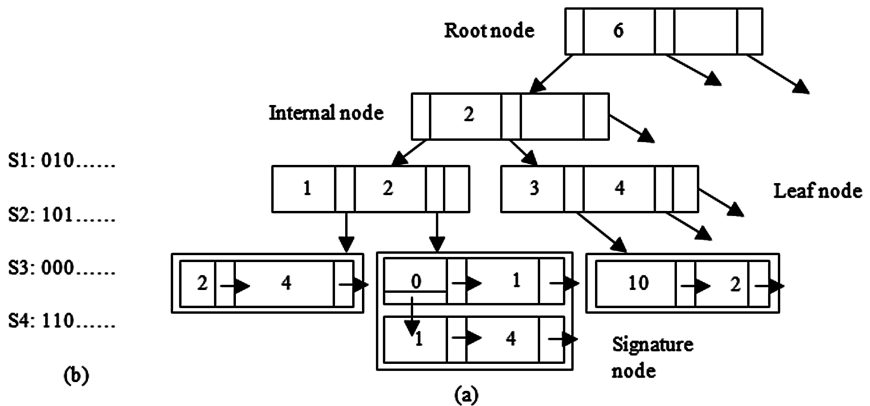 Root node
6
Internal node
2
S1: 010......
1 2
3 4
Leaf node
S2: 101......
S3: 000......
2 4
0 1
10 2
S4: 110......
1 4
Signature
node
(b)
(a)